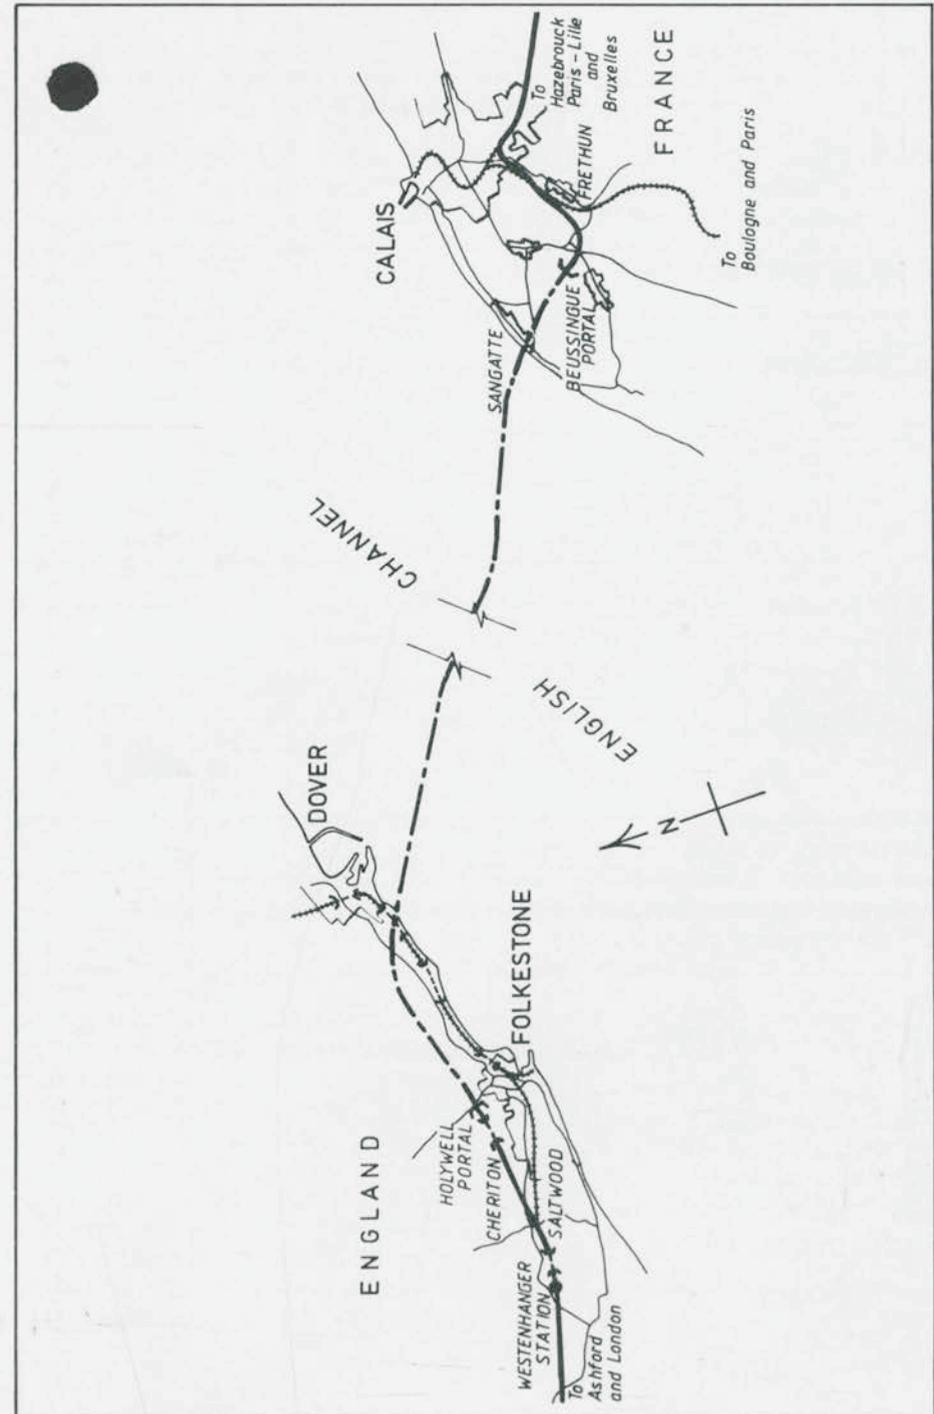 ENGLAND
DOVER
HOLYWELL
PORTAL
CHERITON
FOLKESTONE
SALTWOOD
WESTENHANGER
STATION
To
Ashford
and London
ENGLISH
CHANNEL
N
CALAIS
SANGATTE
BEUSSINGUE
PORTAL
FRETHUN
To
Hazebrouck
Paris – Lille
and
Bruxelles
FRANCE
To
Boulogne and Paris